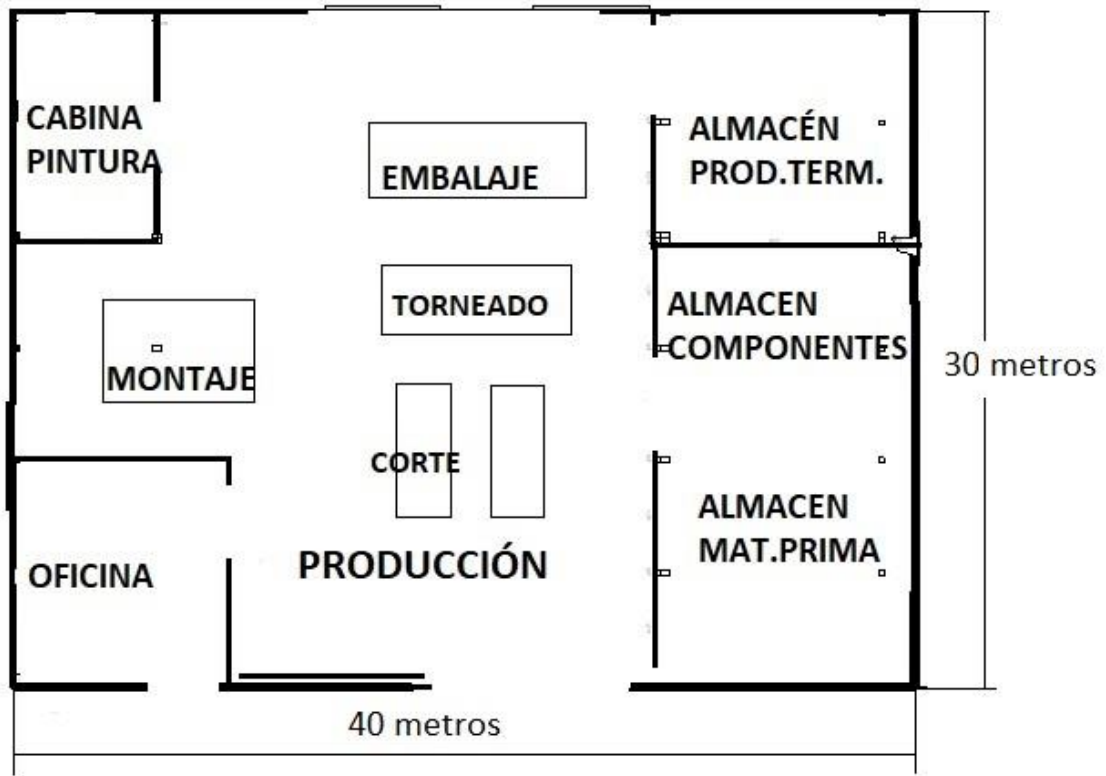 CABINA
PINTURA
EMBALAJE
ALMACÉN
PROD.TERM.
TORNEADO
ALMACEN
COMPONENTES
MONTAJE
30 metros
CORTE
ALMACEN
MAT.PRIMA
PRODUCCIÓN
OFICINA
40 metros